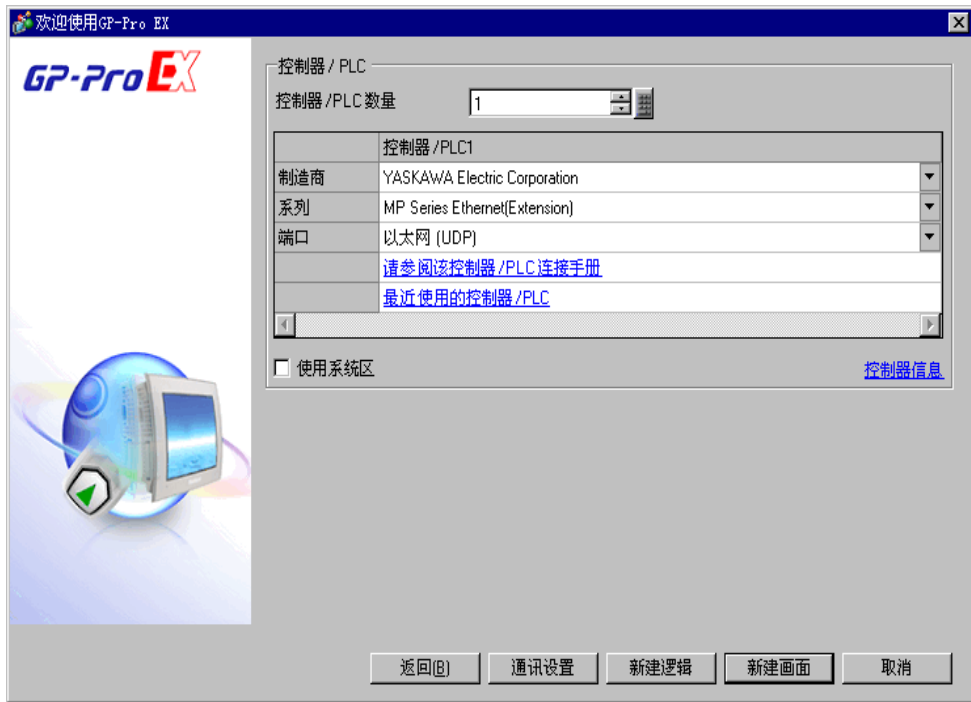 欢迎使用GP-Pro EX
GP-Pro EX
控制器 / PLC
控制器 /PLC 数量
1
控制器 /PLC1
制造商
YASKAWA Electric Corporation
系列
MP Series Ethernet(Extension)
端口
以太网 (UDP)
请参阅该控制器 /PLC 连接手册
最近使用的控制器 /PLC
使用系统区
控制器信息
返回(B)
通讯设置
新建逻辑
新建画面
取消